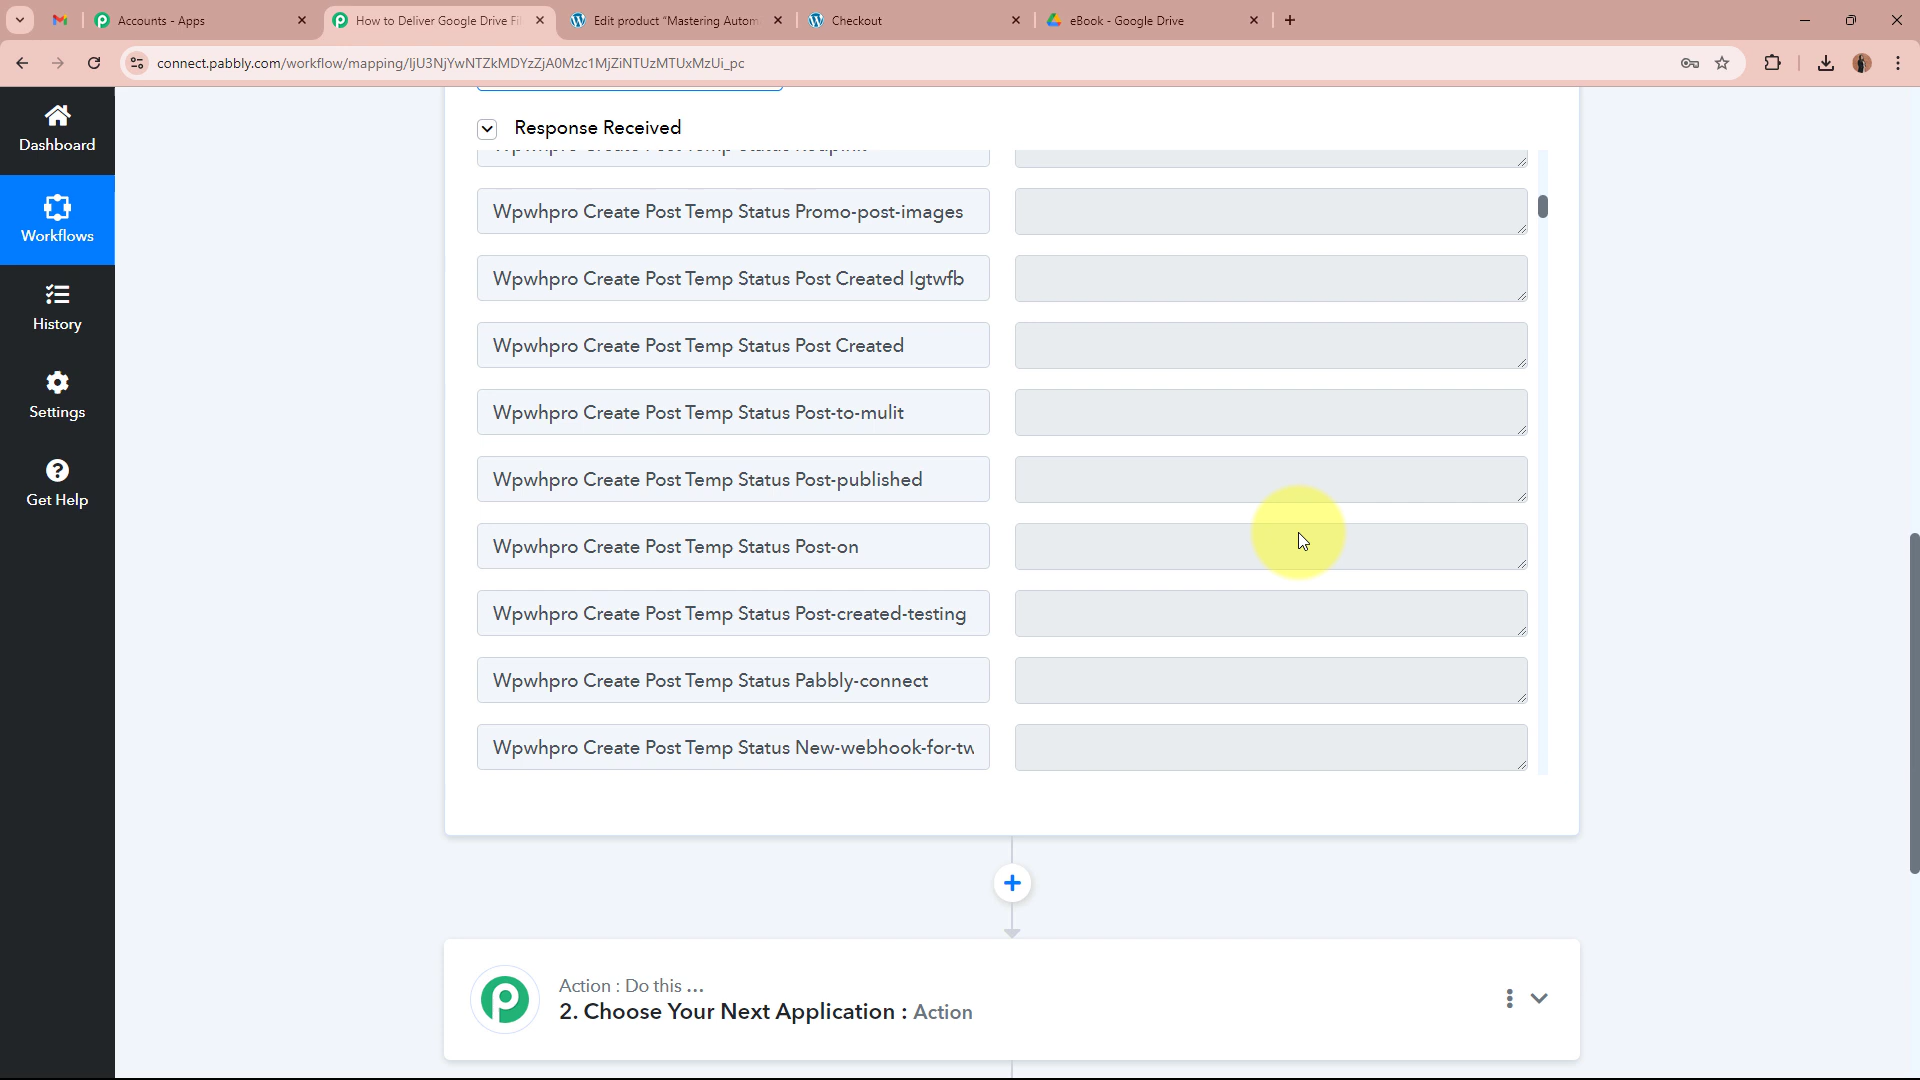 Accounts - Apps
How to Deliver Google Drive Fi
Edit product “Mastering Autom
Checkout
eBook - Google Drive
connect.pabbly.com/workflow/mapping/IjU3NjYwNTZkMDYzZjA0Mzc1MjZiNTUzMTUxMzUi_pc
Dashboard
Workflows
History
Settings
Get Help
Response Received
Wpwhpro Create Post Temp Status Promo-post-images
Wpwhpro Create Post Temp Status Post Created Igtwfb
Wpwhpro Create Post Temp Status Post Created
Wpwhpro Create Post Temp Status Post-to-mulit
Wpwhpro Create Post Temp Status Post-published
Wpwhpro Create Post Temp Status Post-on
Wpwhpro Create Post Temp Status Post-created-testing
Wpwhpro Create Post Temp Status Pabbly-connect
Wpwhpro Create Post Temp Status New-webhook-for-tw
Action : Do this ...
2. Choose Your Next Application : Action